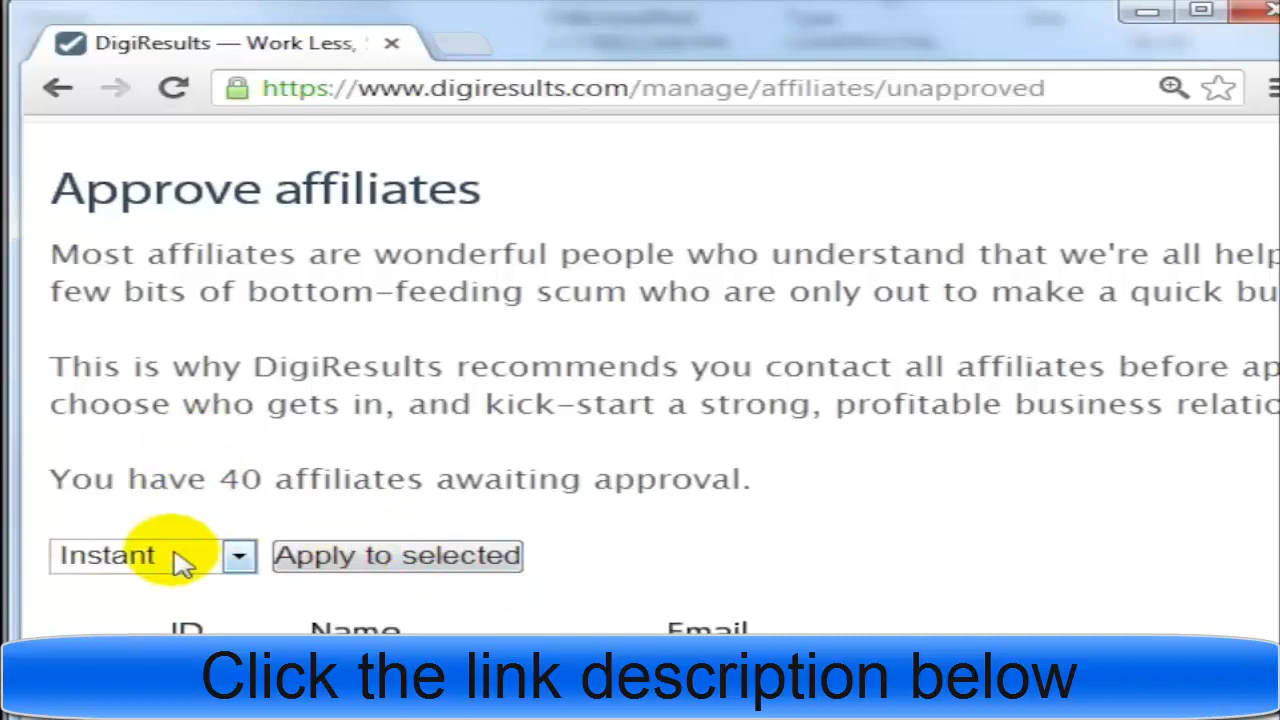 DigiResults — Work Less,
https://www.digiresults.com/manage/affiliates/unapproved
Approve affiliates
Most affiliates are wonderful people who understand that we're all help
few bits of bottom-feeding scum who are only out to make a quick bu
This is why DigiResults recommends you contact all affiliates before ap
choose who gets in, and kick-start a strong, profitable business relatio
You have 40 affiliates awaiting approval.
Instant Apply to selected
ID Name Email
Click the link description below